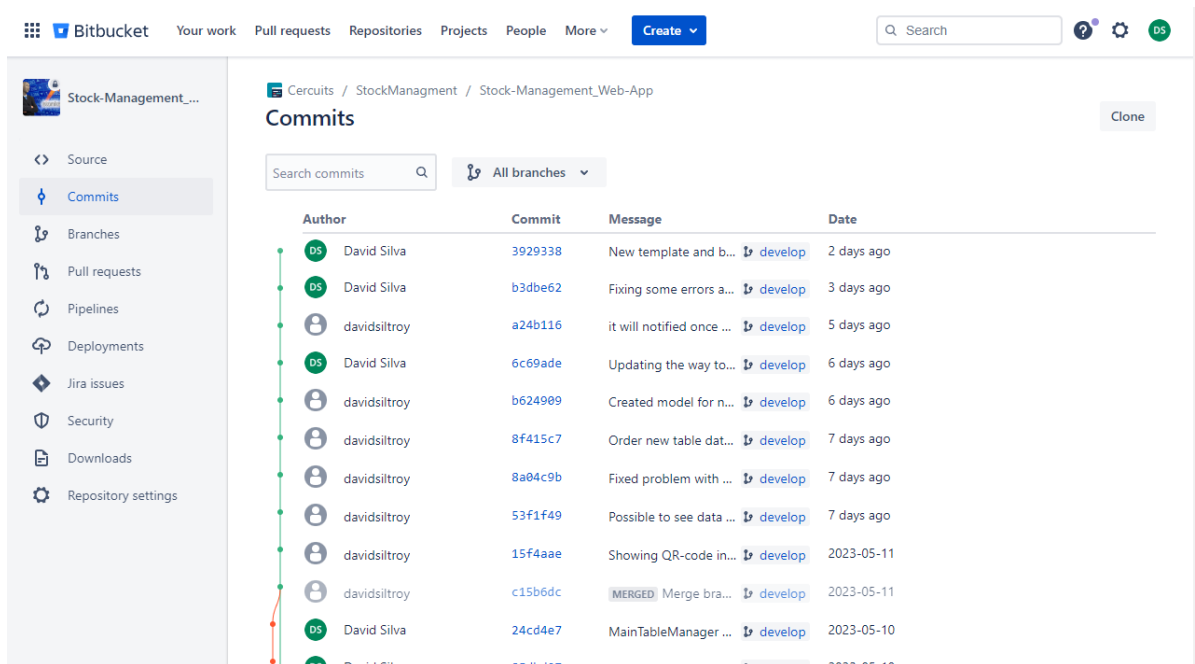 Bitbucket Your work Pull requests Repositories Projects People More Create Search ? DS
Stock-Management_...
Cercuits / StockManagment / Stock-Management_Web-App
Commits
Clone
Source
Commits
Branches
Pull requests
Pipelines
Deployments
Jira issues
Security
Downloads
Repository settings
Search commits All branches
Author Commit Message Date
DS David Silva 3929338 New template and b... develop 2 days ago
DS David Silva b3dbe62 Fixing some errors a... develop 3 days ago
davidsiltroy a24b116 it will notified once ... develop 5 days ago
DS David Silva 6c69ade Updating the way to... develop 6 days ago
davidsiltroy b624909 Created model for n... develop 6 days ago
davidsiltroy 8f415c7 Order new table dat... develop 7 days ago
davidsiltroy 8a04c9b Fixed problem with ... develop 7 days ago
davidsiltroy 53f1f49 Possible to see data ... develop 7 days ago
davidsiltroy 15f4aae Showing QR-code in... develop 2023-05-11
davidsiltroy c15b6dc MERGED Merge bra... develop 2023-05-11
DS David Silva 24cd4e7 MainTableManager ... develop 2023-05-10